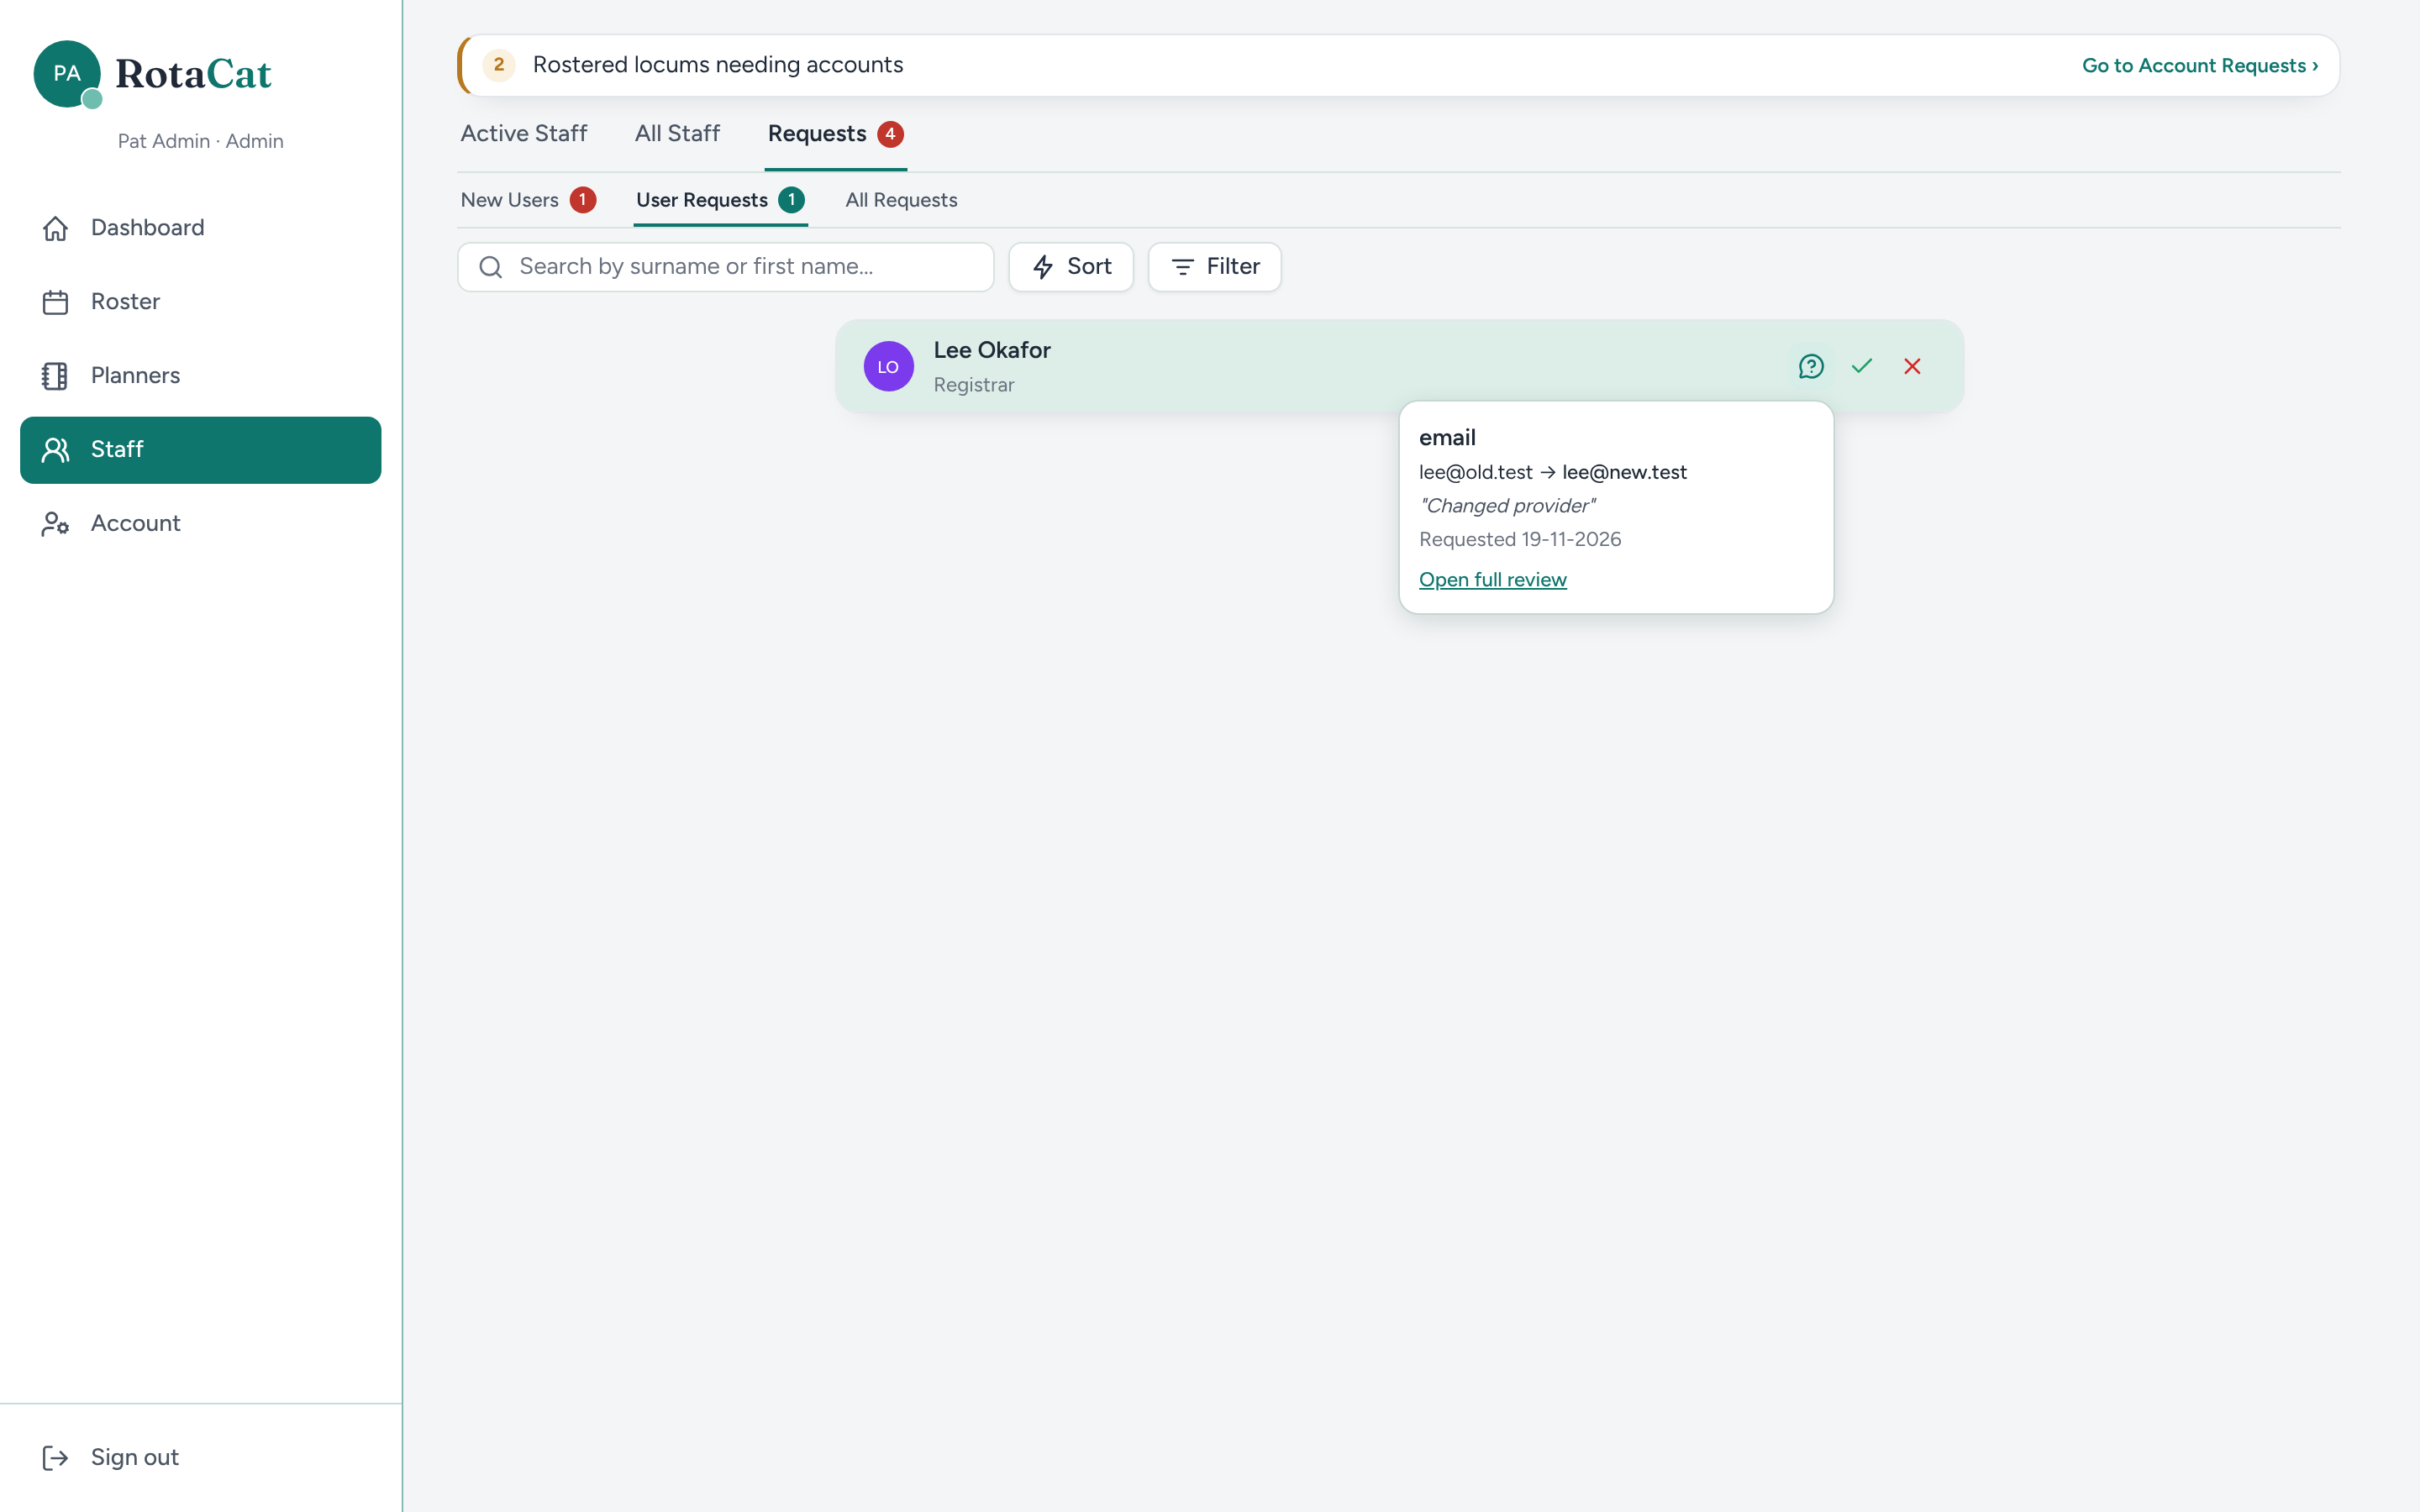 PA
RotaCat
Pat Admin · Admin
Dashboard
Roster
Planners
Staff
Account
Sign out
2 Rostered locums needing accounts Go to Account Requests ›
Active Staff All Staff Requests 4
New Users 1 User Requests 1 All Requests
Search by surname or first name... Sort Filter
LO Lee Okafor
Registrar
email
lee@old.test → lee@new.test
"Changed provider"
Requested 19-11-2026
Open full review